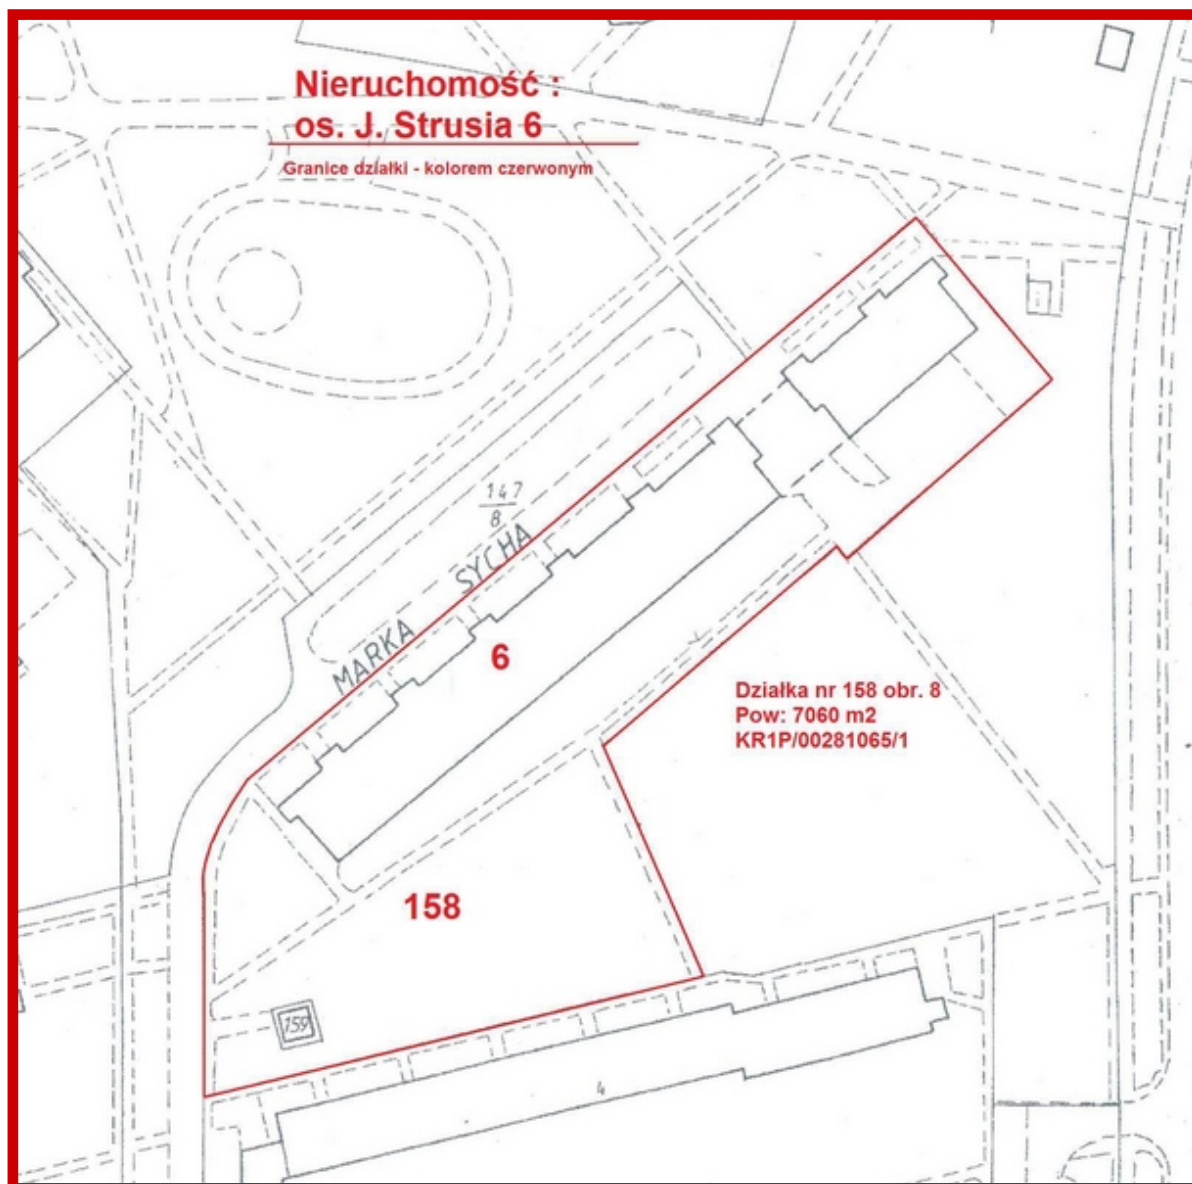 Nieruchomość :
os. J. Strusia 6
Granice działki - kolorem czerwonym
147
8
MARKA SYCHA
6
Działka nr 158 obr. 8
Pow: 7060 m2
KR1P/00281065/1
158
159
4